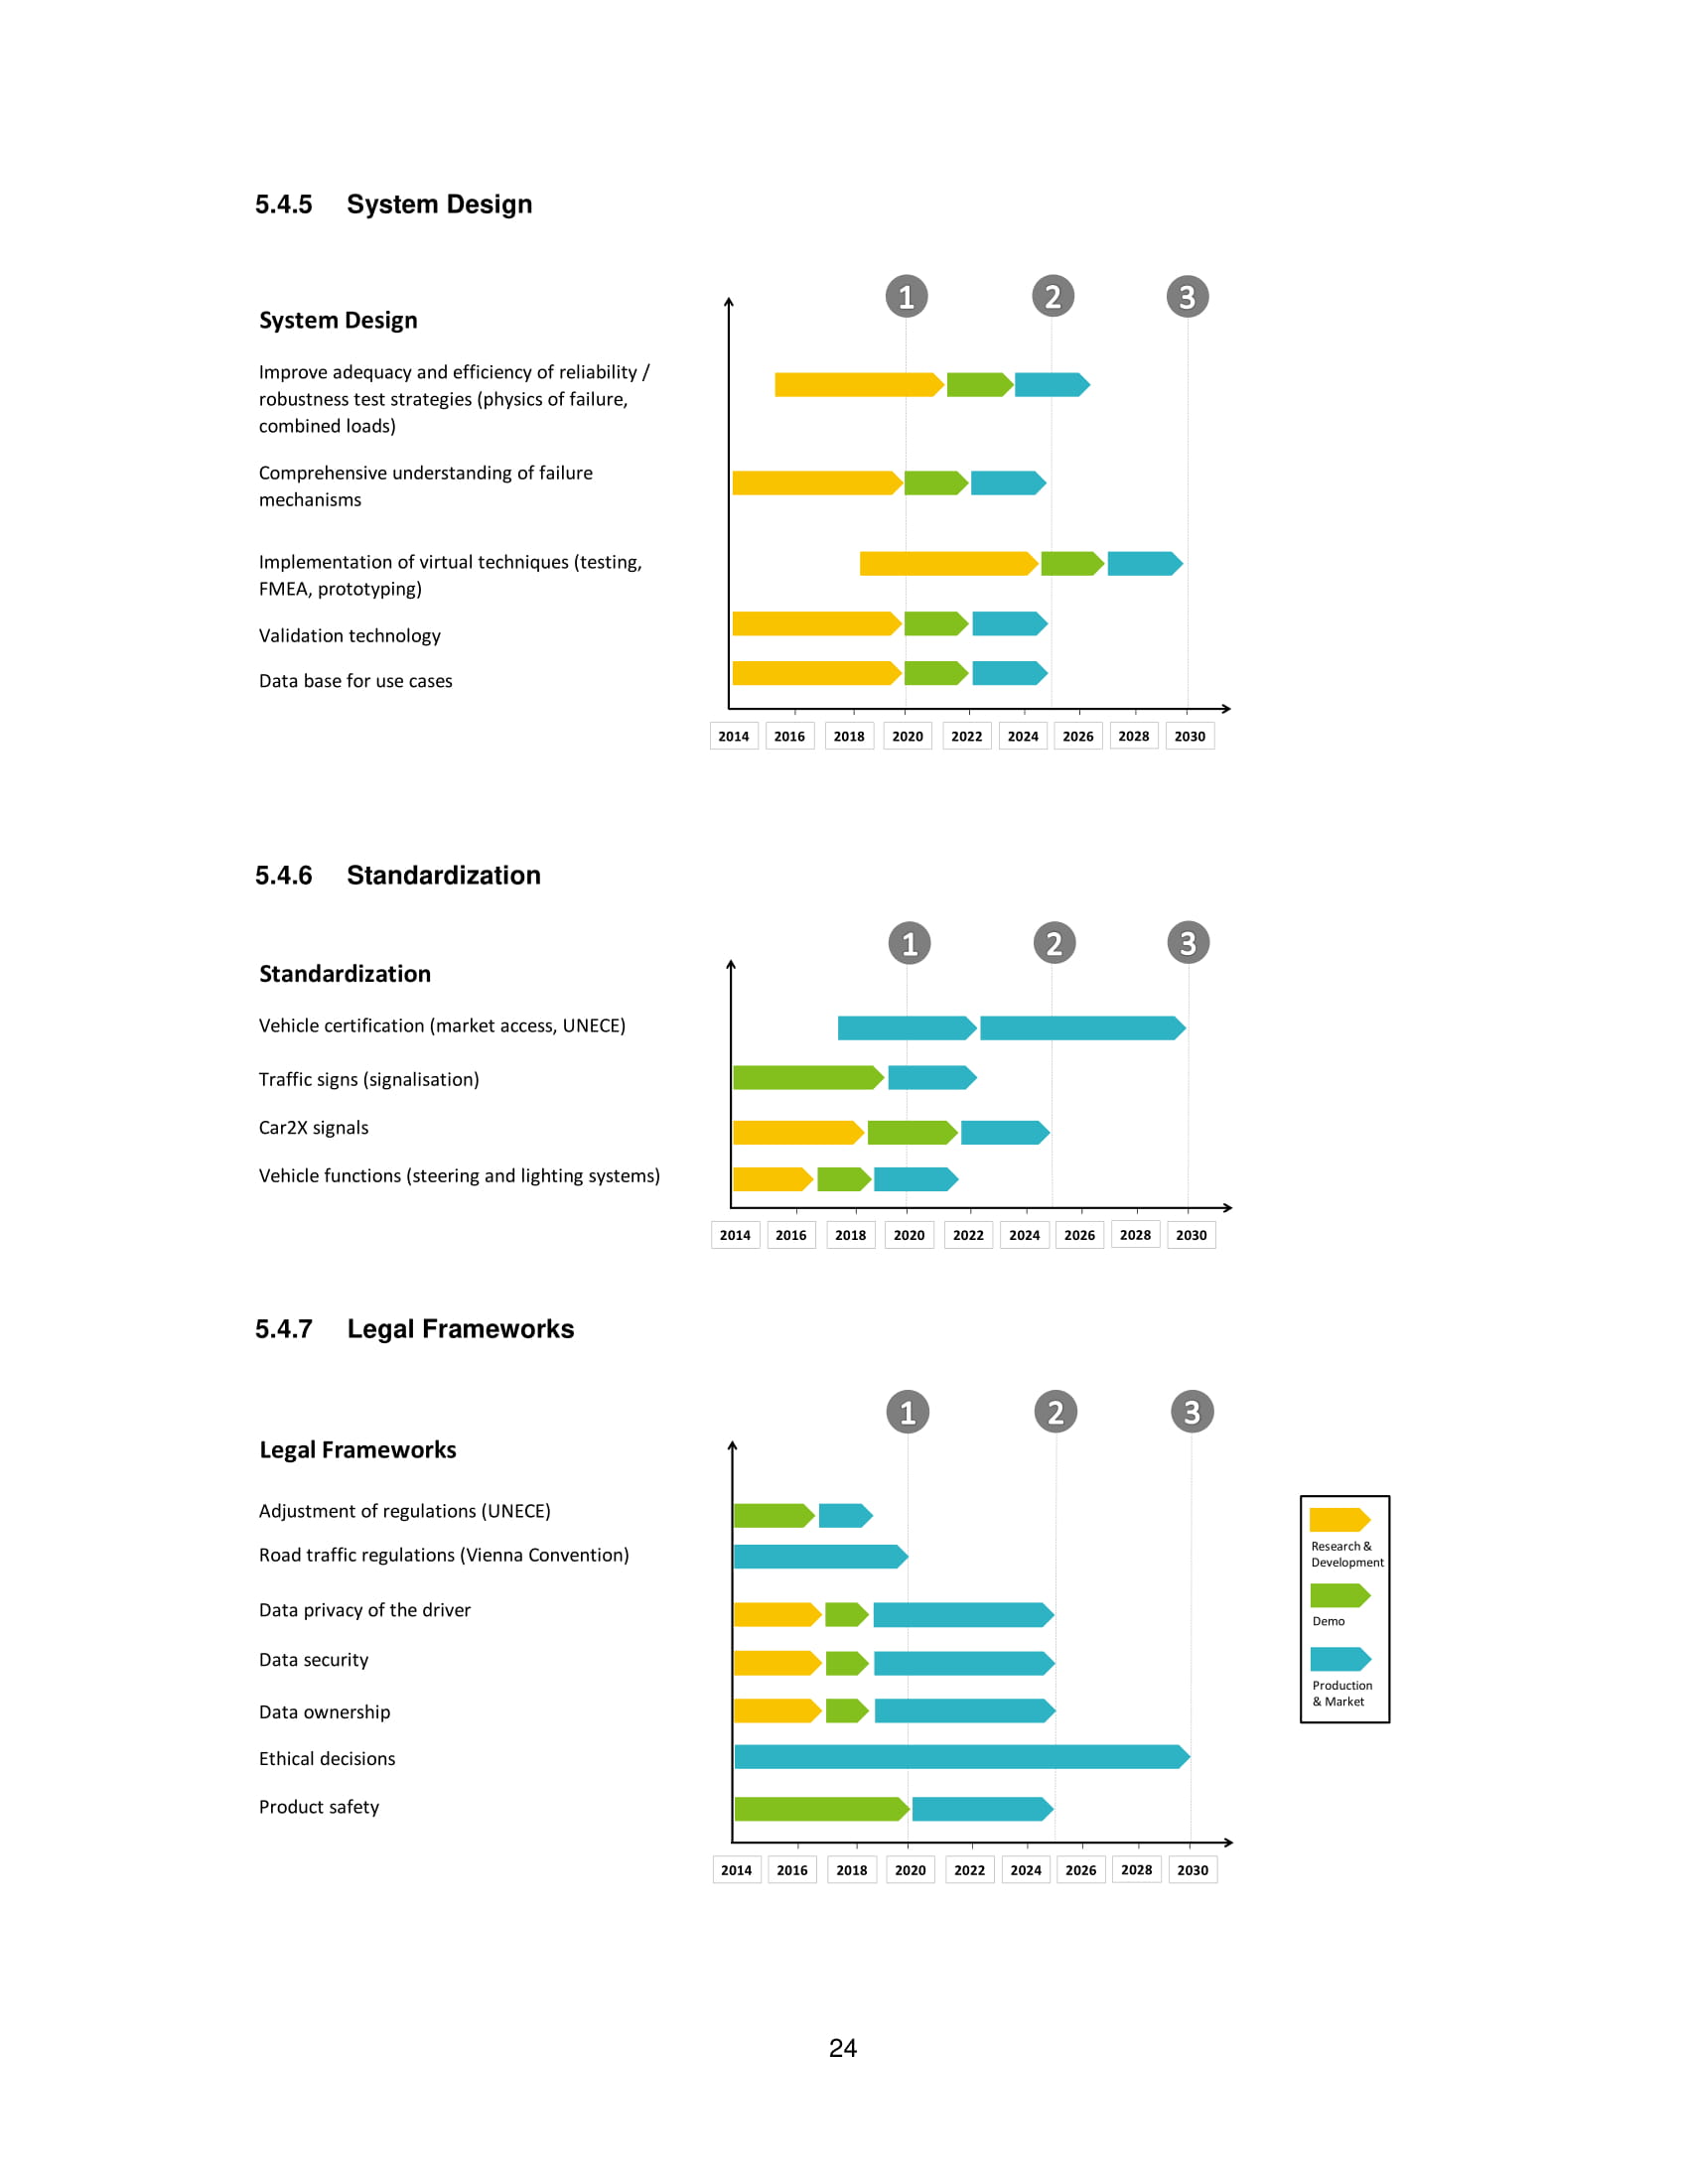 5.4.5 System Design
1 2 3
System Design
Improve adequacy and efficiency of reliability /
robustness test strategies (physics of failure,
combined loads)
Comprehensive understanding of failure
mechanisms
Implementation of virtual techniques (testing,
FMEA, prototyping)
Validation technology
Data base for use cases
2014 2016 2018 2020 2022 2024 2026 2028 2030
5.4.6 Standardization
1 2 3
Standardization
Vehicle certification (market access, UNECE)
Traffic signs (signalisation)
Car2X signals
Vehicle functions (steering and lighting systems)
2014 2016 2018 2020 2022 2024 2026 2028 2030
5.4.7 Legal Frameworks
1 2 3
Legal Frameworks
Adjustment of regulations (UNECE)
Road traffic regulations (Vienna Convention)
Data privacy of the driver
Data security
Data ownership
Ethical decisions
Product safety
2014 2016 2018 2020 2022 2024 2026 2028 2030
Research &
Development
Demo
Production
& Market
24